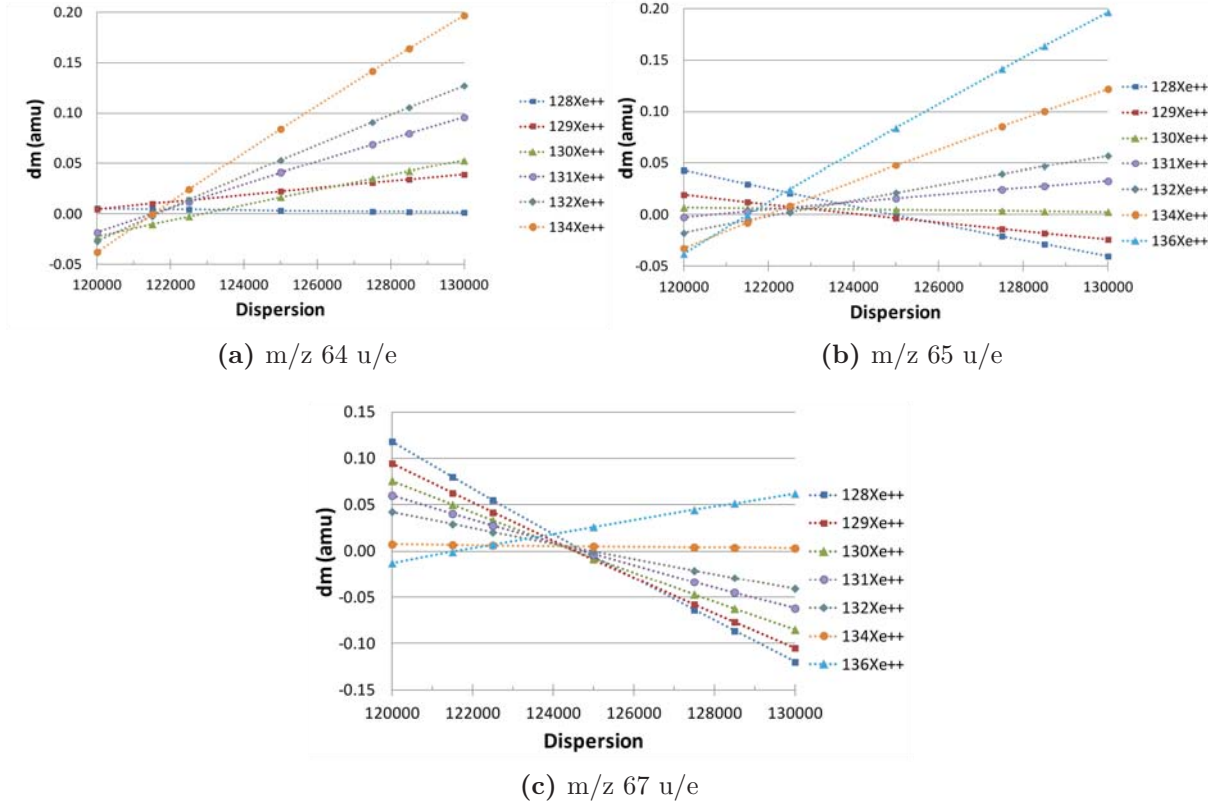 0.20
0.15
0.10
0.05
0.00
-0.05
dm (amu)
120000 122000 124000 126000 128000 130000
Dispersion
128Xe++
129Xe++
130Xe++
131Xe++
132Xe++
134Xe++
(a) m/z 64 u/e
0.20
0.15
0.10
0.05
0.00
-0.05
dm (amu)
120000 122000 124000 126000 128000 130000
Dispersion
128Xe++
129Xe++
130Xe++
131Xe++
132Xe++
134Xe++
136Xe++
(b) m/z 65 u/e
0.15
0.10
0.05
0.00
-0.05
-0.10
-0.15
dm (amu)
120000 122000 124000 126000 128000 130000
Dispersion
128Xe++
129Xe++
130Xe++
131Xe++
132Xe++
134Xe++
136Xe++
(c) m/z 67 u/e